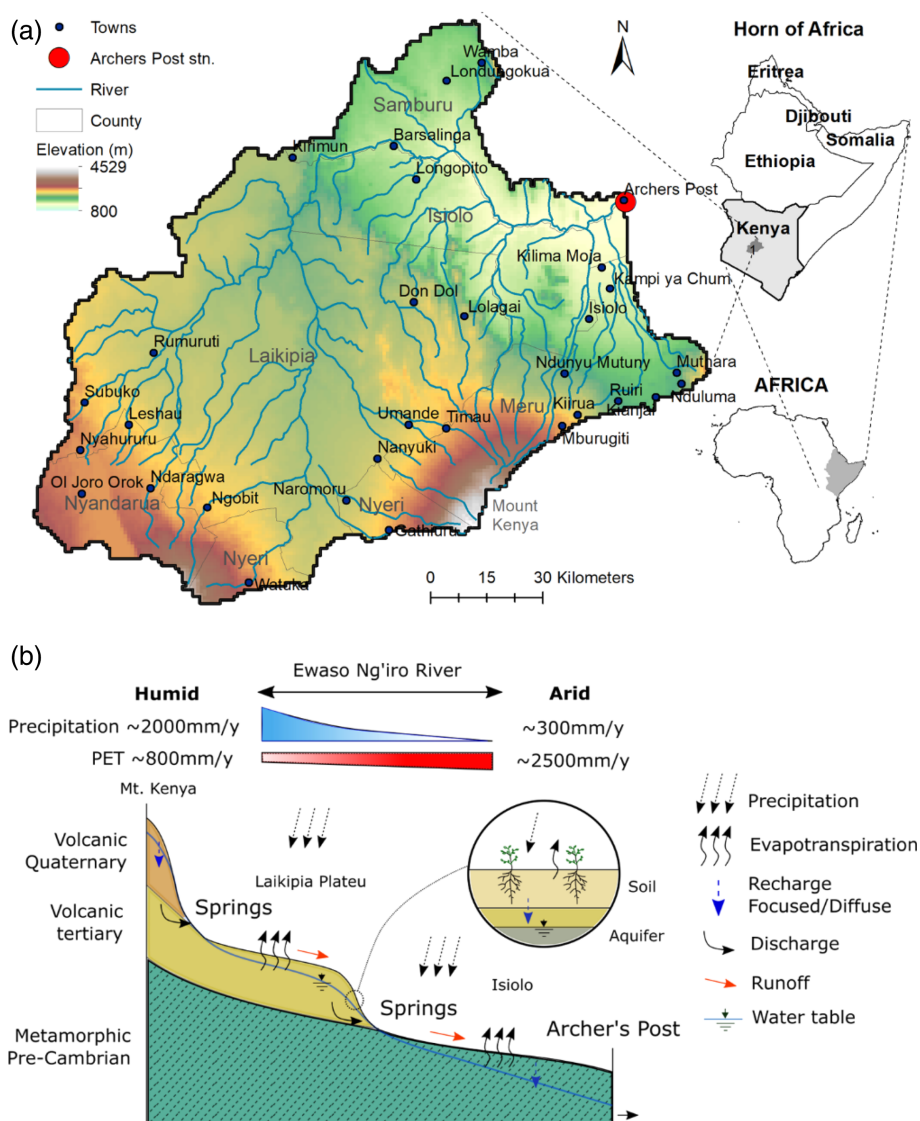 (a)
Towns
Archers Post stn.
River
County
Elevation (m)
4529
800
N
Horn of Africa
Eritrea
Djibouti
Somalia
Ethiopia
Kenya
AFRICA
Wamba
Londungokua
Samburu
Barsalinga
Kirimun
Longopito
Archers Post
Isiolo
Kilima Moja
Kampi ya Chum
Don Dol
Lolagai
Isiolo
Laikipia
Rumuruti
Ndunyu Mutuny
Muthara
Subuko
Leshau
Umande
Timau
Meru
Kiirua
Ruiri
Kianjai
Nduluma
Nyahururu
Nanyuki
Mburugiti
Ol Joro Orok
Ndaragwa
Nyandarua
Ngobit
Naromoru
Nyeri
Mount
Kenya
Gathiuru
Nyeri
Wataka
0 15 30 Kilometers
(b)
Ewaso Ng'iro River
Humid
Arid
Precipitation ~2000mm/y
~300mm/y
PET ~800mm/y
~2500mm/y
Mt. Kenya
Volcanic
Quaternary
Laikipia Plateu
Springs
Volcanic
tertiary
Soil
Aquifer
Isiolo
Springs
Archer's Post
Metamorphic
Pre-Cambrian
Precipitation
Evapotranspiration
Recharge
Focused/Diffuse
Discharge
Runoff
Water table